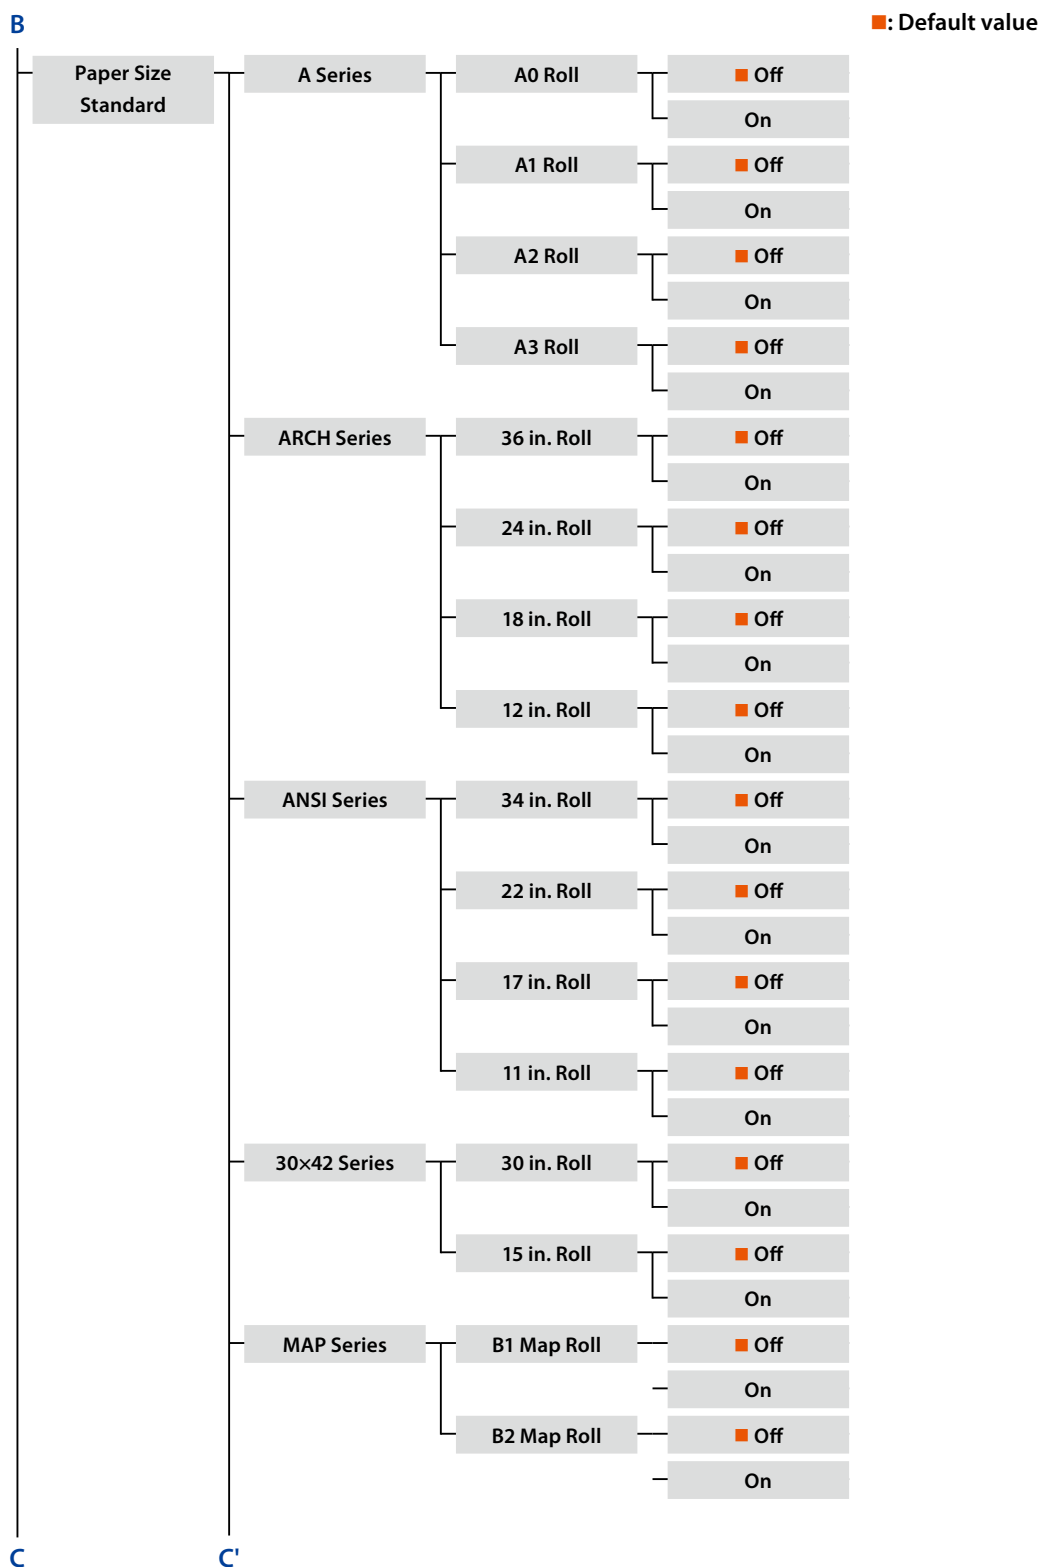 B
■: Default value
Paper Size
Standard
A Series
A0 Roll
■ Off
On
A1 Roll
■ Off
On
A2 Roll
■ Off
On
A3 Roll
■ Off
On
ARCH Series
36 in. Roll
■ Off
On
24 in. Roll
■ Off
On
18 in. Roll
■ Off
On
12 in. Roll
■ Off
On
ANSI Series
34 in. Roll
■ Off
On
22 in. Roll
■ Off
On
17 in. Roll
■ Off
On
11 in. Roll
■ Off
On
30×42 Series
30 in. Roll
■ Off
On
15 in. Roll
■ Off
On
MAP Series
B1 Map Roll
■ Off
On
B2 Map Roll
■ Off
On
C
C'